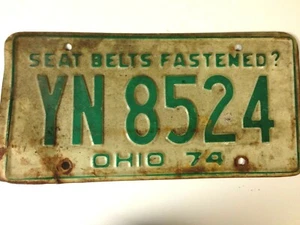 SEAT BELTS FASTENED?
YN 8524
OHIO 74